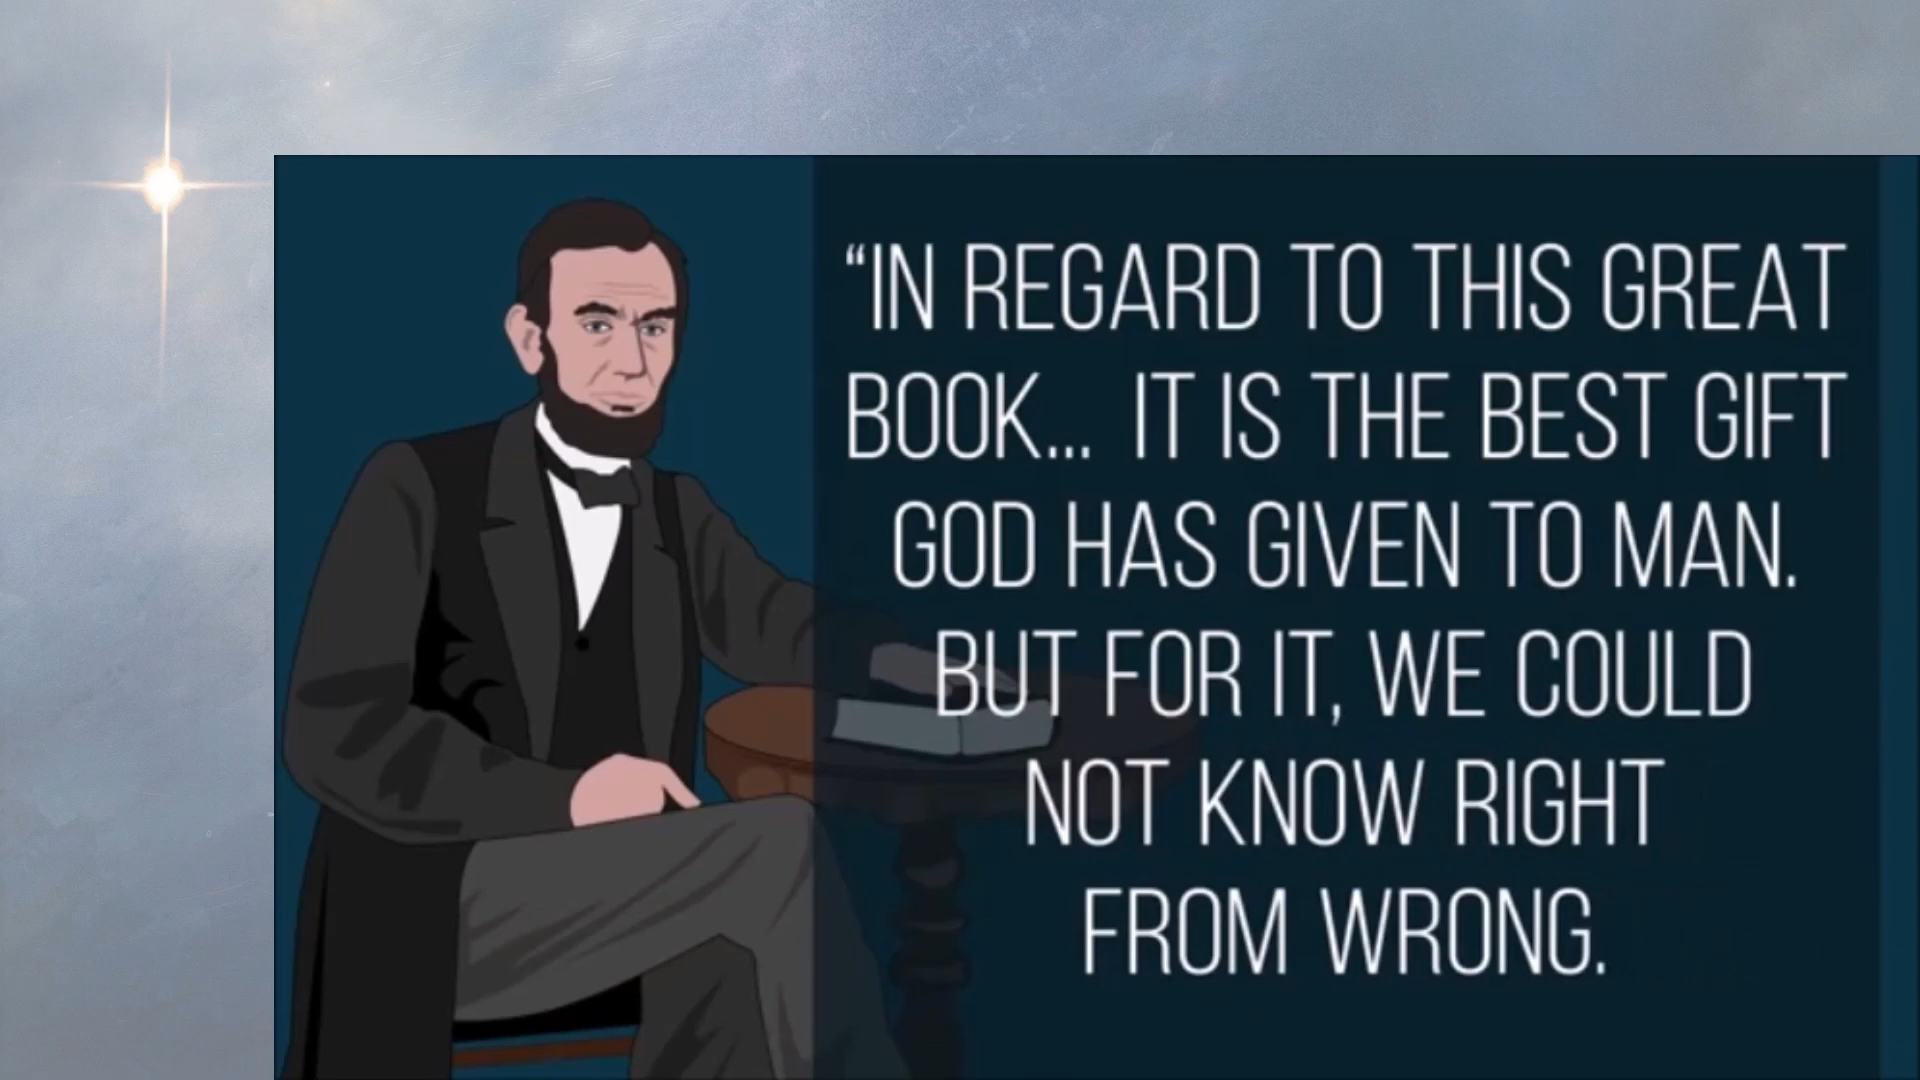 “IN REGARD TO THIS GREAT
BOOK... IT IS THE BEST GIFT
GOD HAS GIVEN TO MAN.
BUT FOR IT, WE COULD
NOT KNOW RIGHT
FROM WRONG.